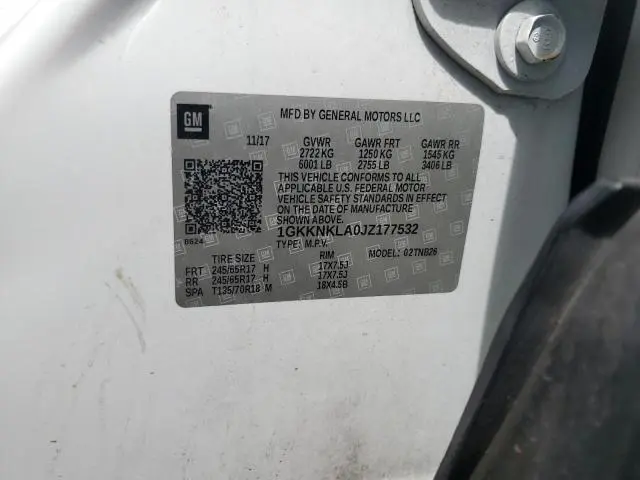 GM
MFD BY GENERAL MOTORS LLC
11/17 GVWR GAWR FRT GAWR RR
2722 KG 1250 KG 1545 KG
6001 LB 2755 LB 3406 LB
THIS VEHICLE CONFORMS TO ALL
APPLICABLE U.S. FEDERAL MOTOR
VEHICLE SAFETY STANDARDS IN EFFECT
ON THE DATE OF MANUFACTURE
SHOWN ABOVE.
1GKKNKLA0JZ177532
B624
TYPE: M.P.V. MODEL: 02TNB26
TIRE SIZE RIM
FRT 245/65R17 H 17X7.5J
RR 245/65R17 H 17X7.5J
SPA T135/70R18 M 18X4.5B